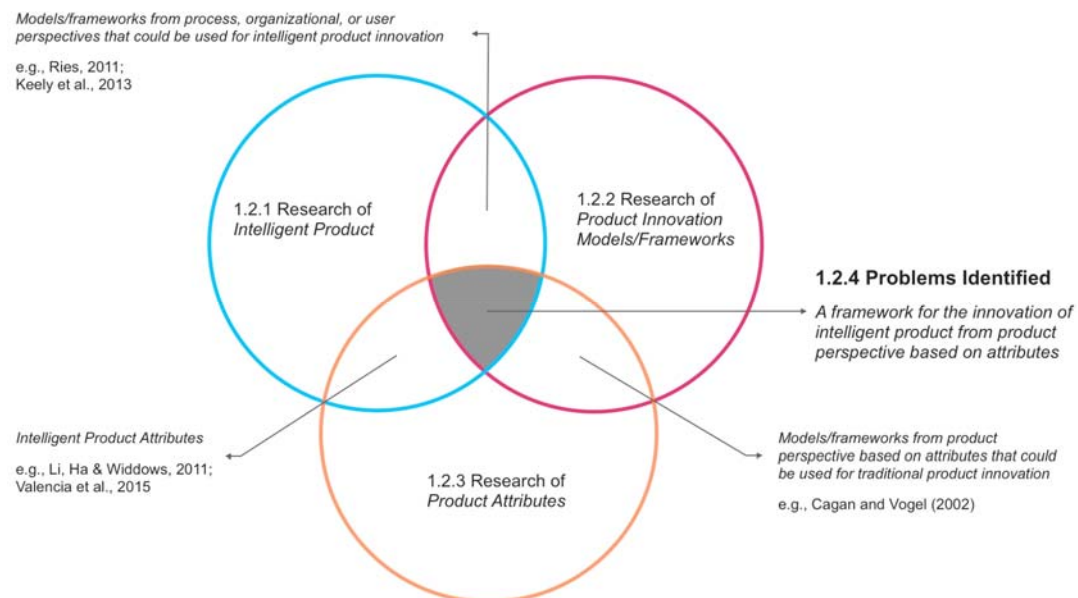 Models/frameworks from process, organizational, or user
perspectives that could be used for intelligent product innovation
e.g., Ries, 2011;
Keely et al., 2013
1.2.1 Research of
Intelligent Product
1.2.2 Research of
Product Innovation
Models/Frameworks
1.2.4 Problems Identified
A framework for the innovation of
intelligent product from product
perspective based on attributes
Intelligent Product Attributes
e.g., Li, Ha & Widdows, 2011;
Valencia et al., 2015
1.2.3 Research of
Product Attributes
Models/frameworks from product
perspective based on attributes that could
be used for traditional product innovation
e.g., Cagan and Vogel (2002)